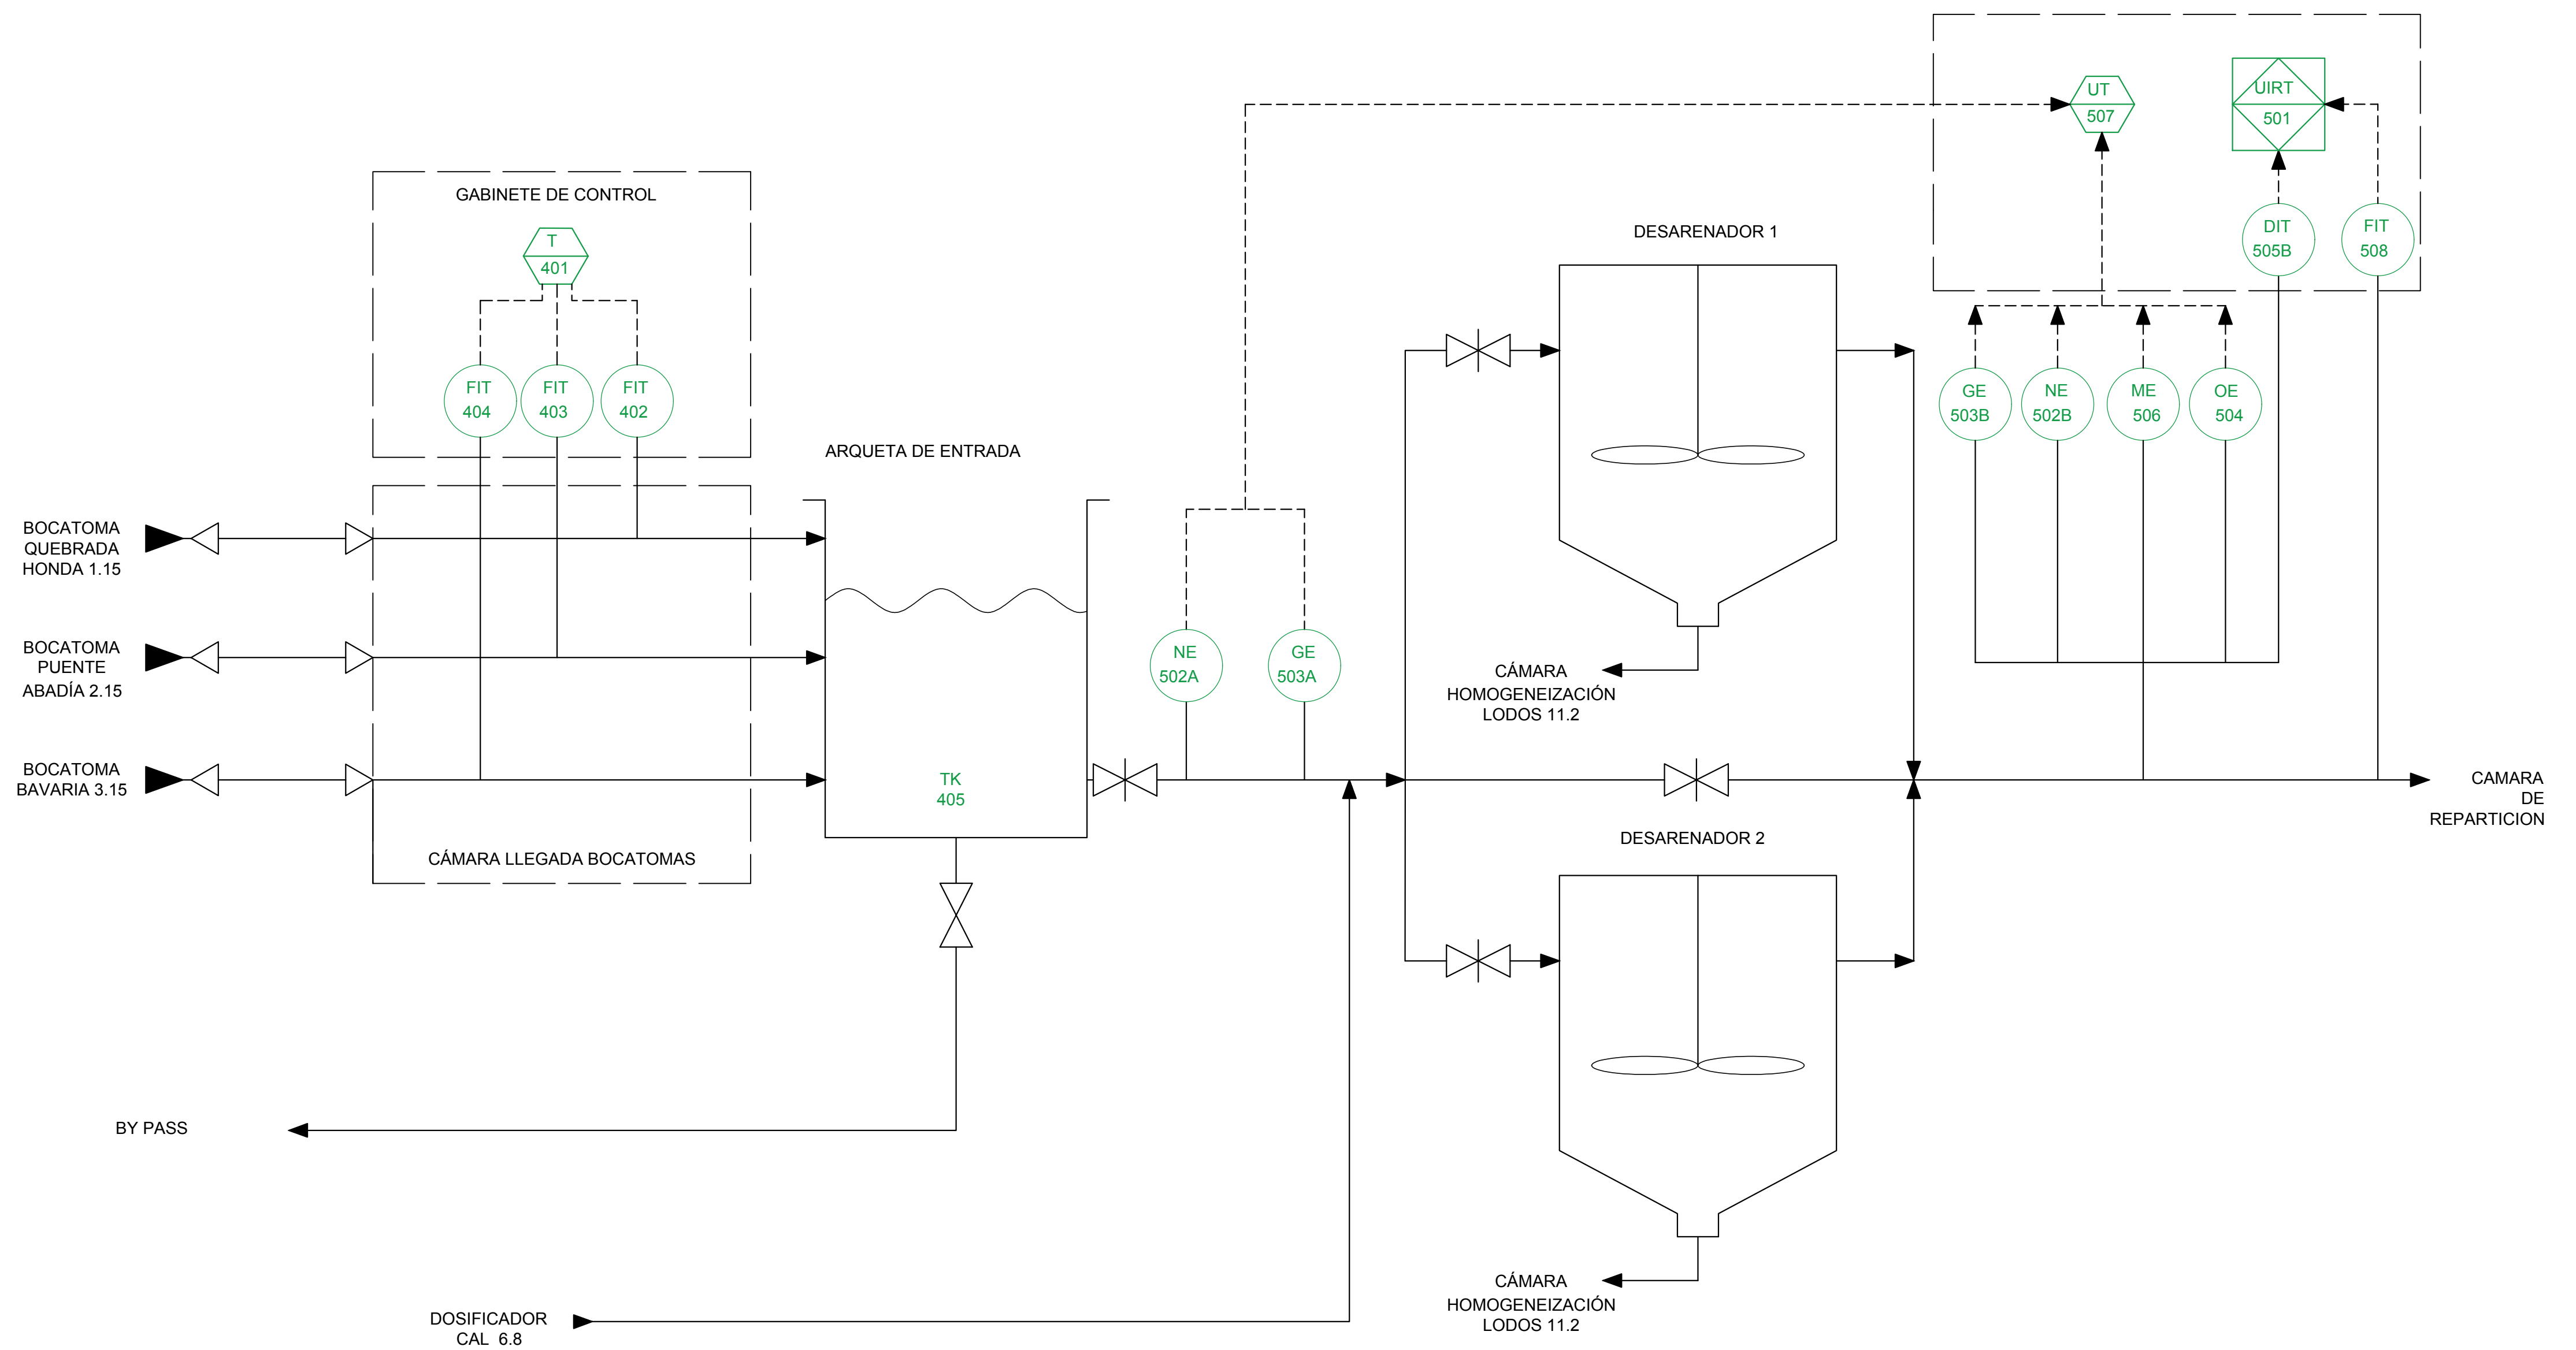 UT
507
UIRT
501
GABINETE DE CONTROL
T
401
DIT
505B
FIT
508
DESARENADOR 1
FIT
404
FIT
403
FIT
402
GE
503B
NE
502B
ME
506
OE
504
ARQUETA DE ENTRADA
BOCATOMA
QUEBRADA
HONDA 1.15
BOCATOMA
PUENTE
ABADÍA 2.15
NE
502A
GE
503A
CÁMARA
HOMOGENEIZACIÓN
LODOS 11.2
BOCATOMA
BAVARIA 3.15
TK
405
CAMARA
DE
REPARTICION
DESARENADOR 2
CÁMARA LLEGADA BOCATOMAS
BY PASS
CÁMARA
HOMOGENEIZACIÓN
LODOS 11.2
DOSIFICADOR
CAL 6.8